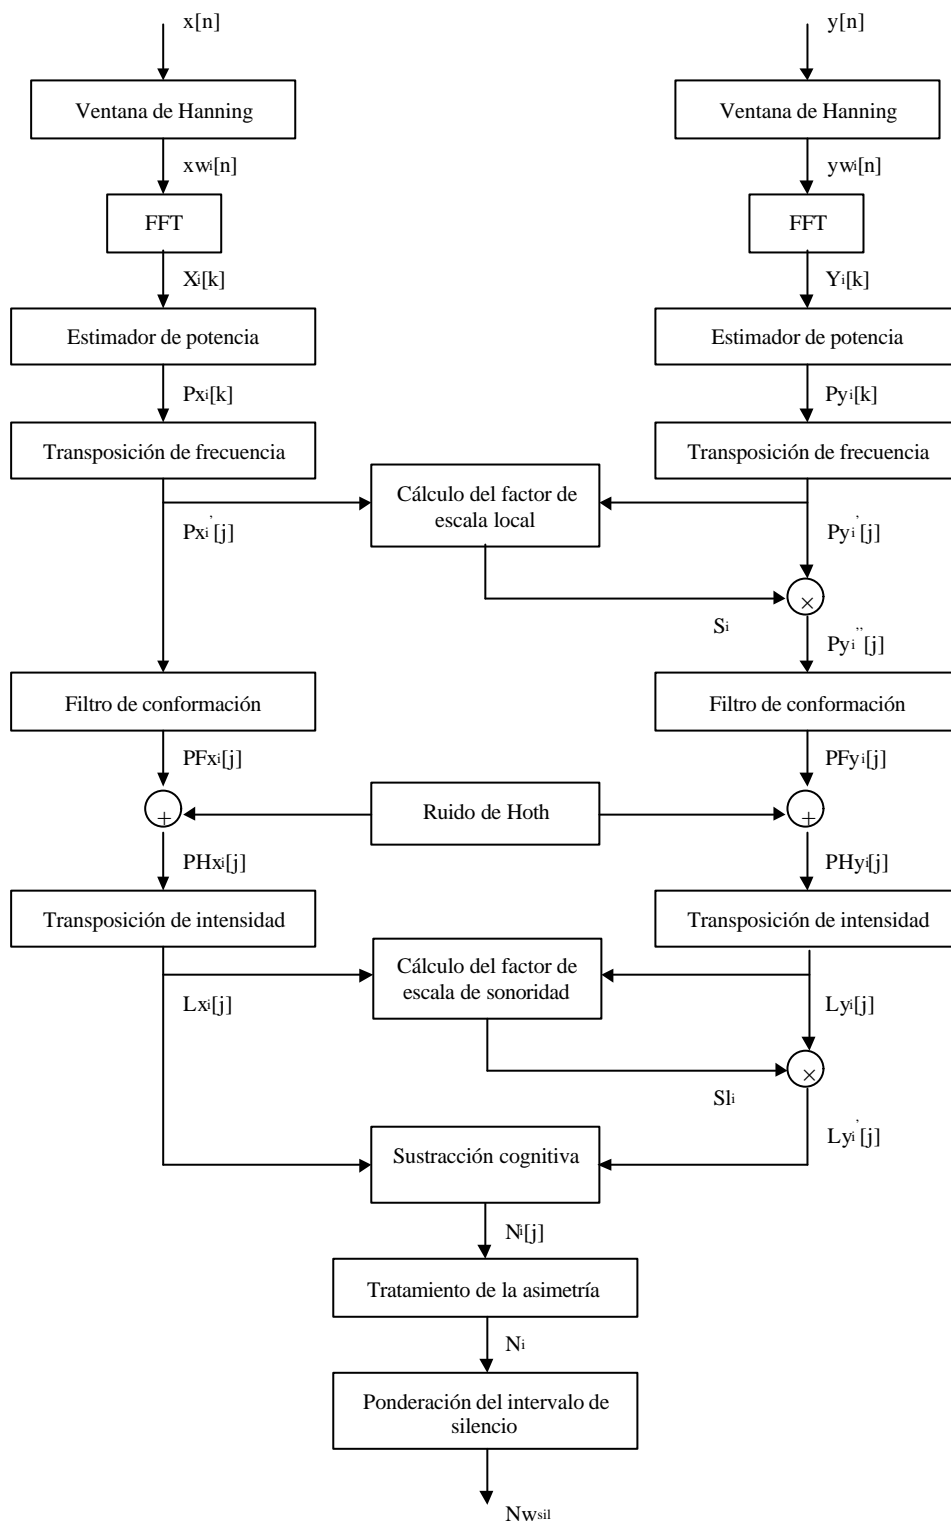 x[n]
y[n]
Ventana de Hanning
Ventana de Hanning
xwi[n]
ywi[n]
FFT
FFT
Xi[k]
Yi[k]
Estimador de potencia
Estimador de potencia
Pxi[k]
Pyi[k]
Transposición de frecuencia
Transposición de frecuencia
Cálculo del factor de
escala local
Pxi'[j]
Pyi'[j]
×
Si
Pyi''[j]
Filtro de conformación
Filtro de conformación
PFxi[j]
PFyi[j]
+
Ruido de Hoth
+
PHxi[j]
PHyi[j]
Transposición de intensidad
Transposición de intensidad
Cálculo del factor de
escala de sonoridad
Lxi[j]
Lyi[j]
×
Sli
Lyi'[j]
Sustracción cognitiva
Ni[j]
Tratamiento de la asimetría
Ni
Ponderación del intervalo de
silencio
Nwsil